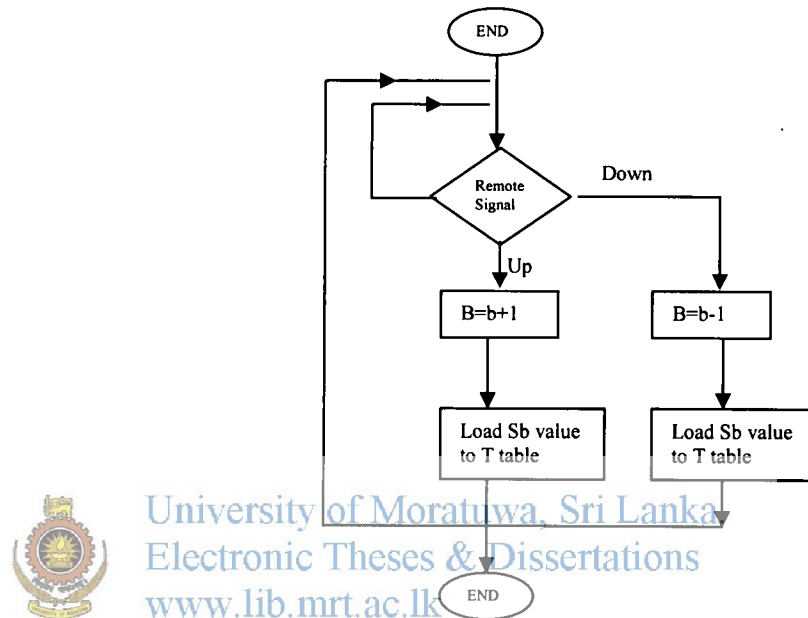 END
Remote
Signal
Down
Up
B=b+1
B=b-1
Load Sb value
to T table
Load Sb value
to T table
University of Moratuwa, Sri Lanka
Electronic Theses & Dissertations
www.lib.mrt.ac.lk
END